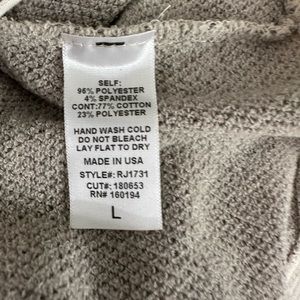 SELF:
96% POLYESTER
4% SPANDEX
CONT:77% COTTON
23% POLYESTER
HAND WASH COLD
DO NOT BLEACH
LAY FLAT TO DRY
MADE IN USA
STYLE#: RJ1731
CUT#: 180653
RN# 160194
L